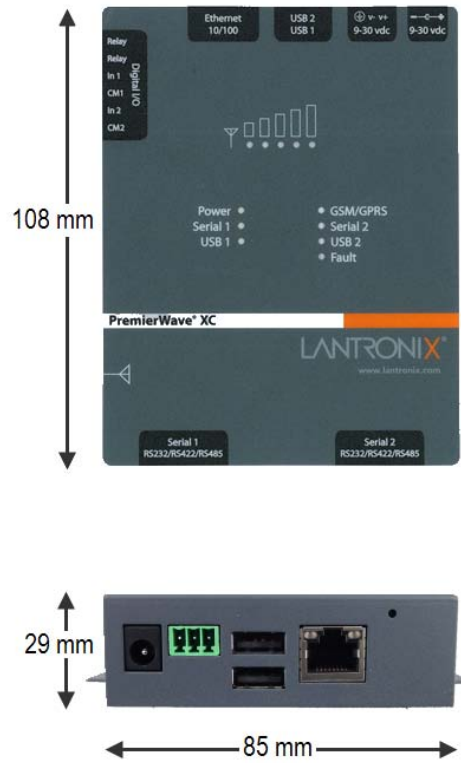 Ethernet
10/100
USB 2
USB 1
v- v+
9-30 vdc
9-30 vdc
Relay
Relay
In 1
CM1
In 2
CM2
Digital I/O
108 mm
Power
GSM/GPRS
Serial 1
Serial 2
USB 1
USB 2
Fault
PremierWave® XC
LANTRONIX®
www.lantronix.com
Serial 1
RS232/RS422/RS485
Serial 2
RS232/RS422/RS485
29 mm
85 mm